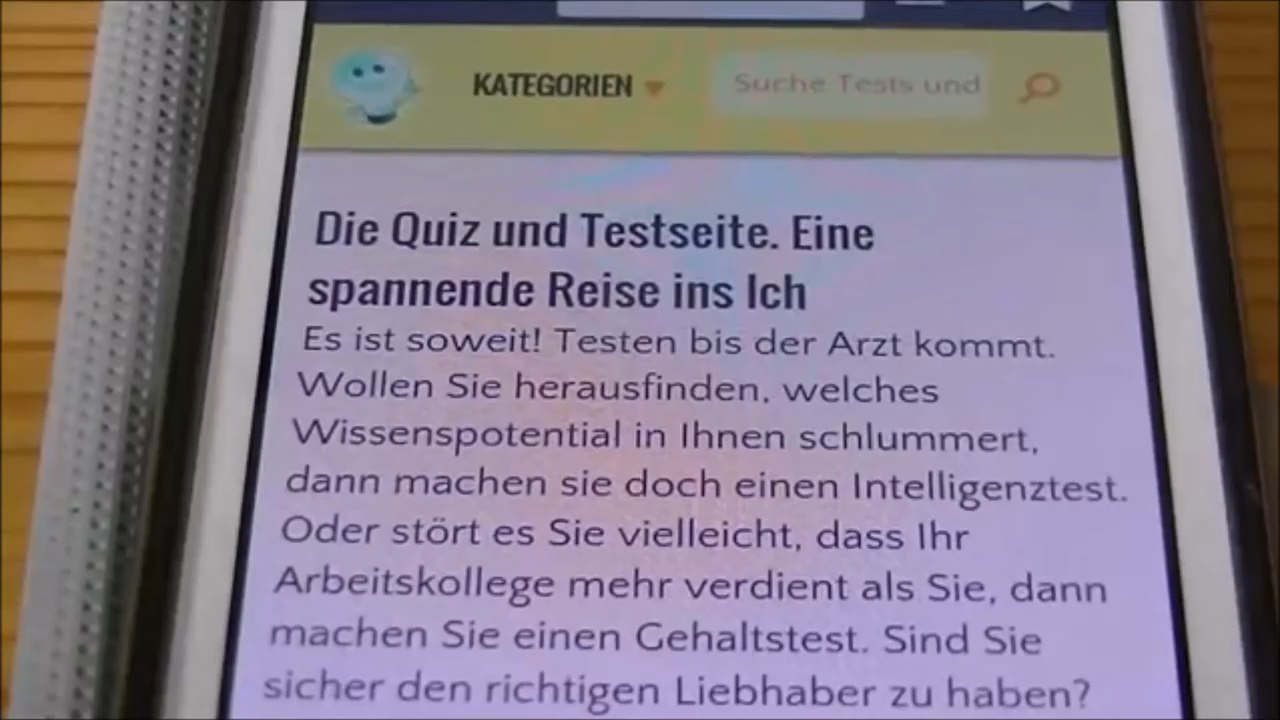 KATEGORIEN
Suche Tests und
Die Quiz und Testseite. Eine
spannende Reise ins Ich
Es ist soweit! Testen bis der Arzt kommt.
Wollen Sie herausfinden, welches
Wissenspotential in Ihnen schlummert,
dann machen sie doch einen Intelligenztest.
Oder stört es Sie vielleicht, dass Ihr
Arbeitskollege mehr verdient als Sie, dann
machen Sie einen Gehaltstest. Sind Sie
sicher den richtigen Liebhaber zu haben?